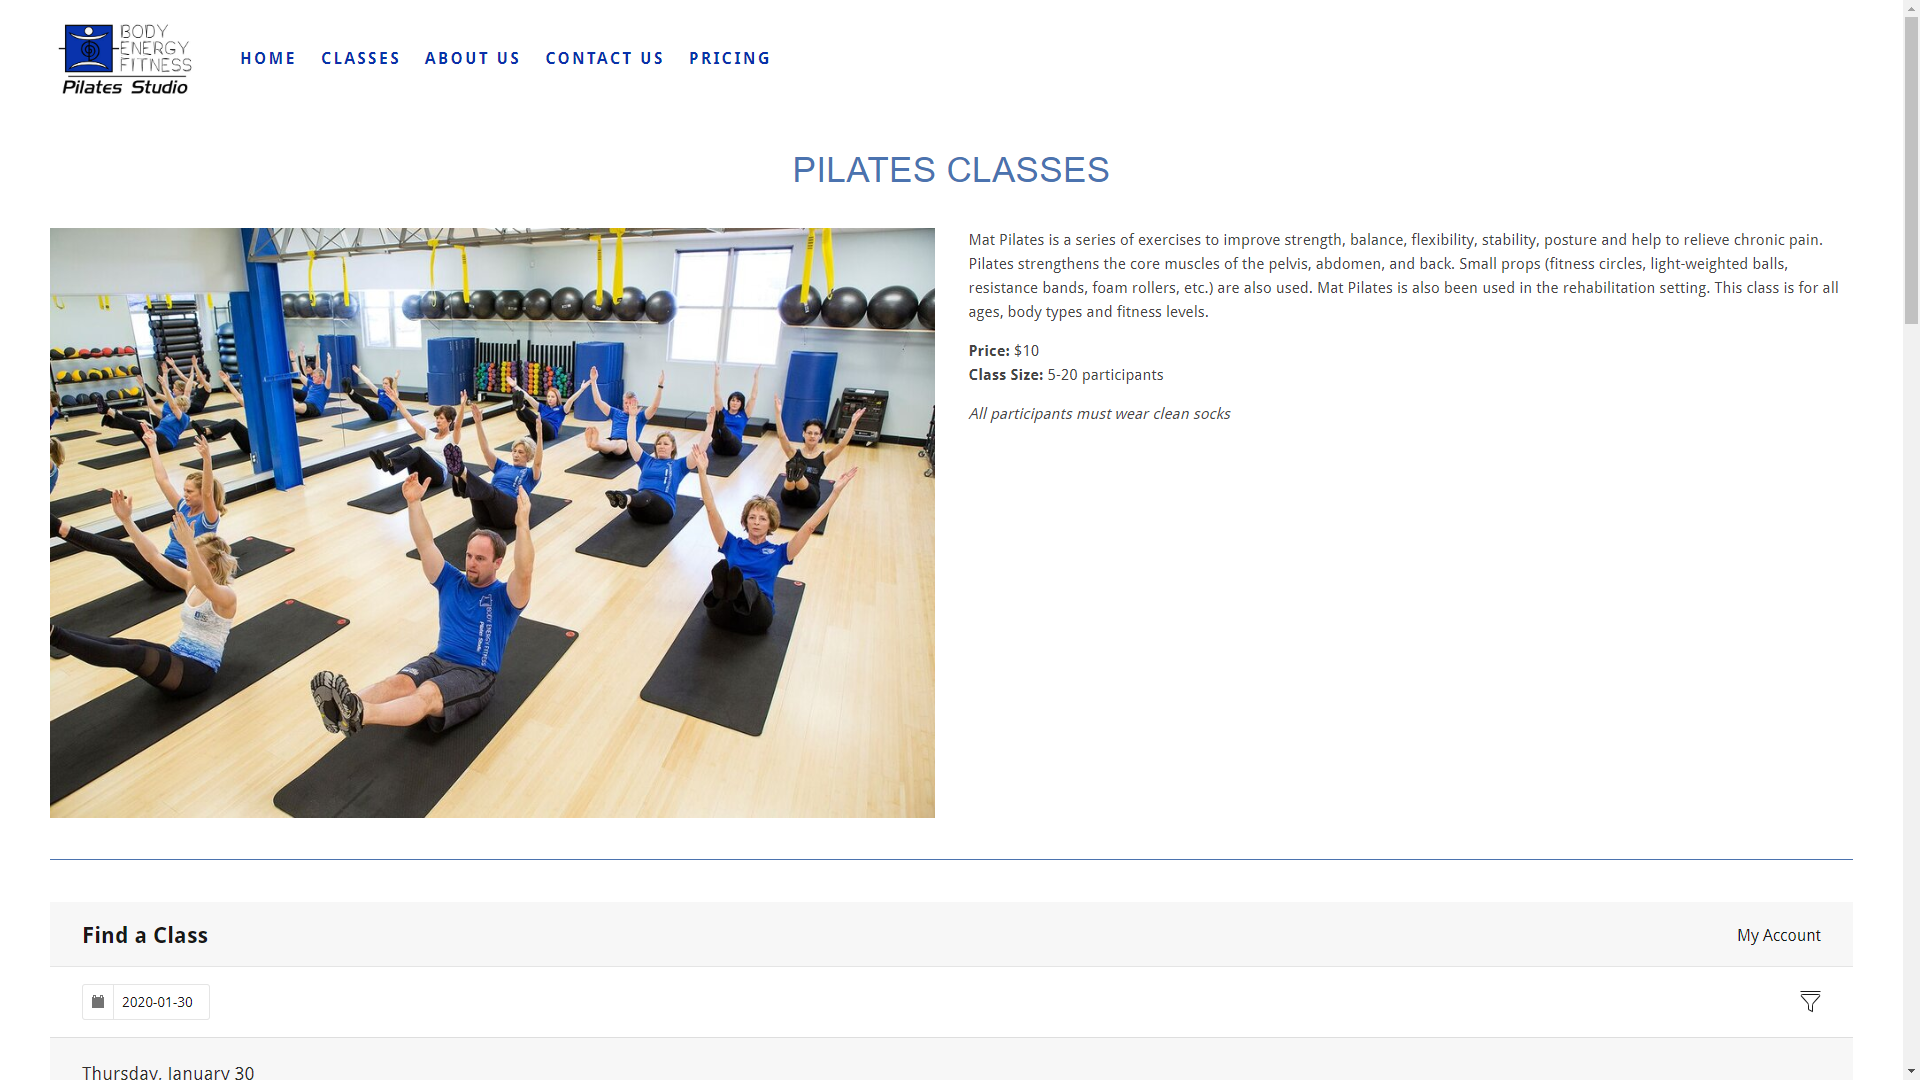 BODY
ENERGY
FITNESS
Pilates Studio
HOME CLASSES ABOUT US CONTACT US PRICING
PILATES CLASSES
Mat Pilates is a series of exercises to improve strength, balance, flexibility, stability, posture and help to relieve chronic pain.
Pilates strengthens the core muscles of the pelvis, abdomen, and back. Small props (fitness circles, light-weighted balls,
resistance bands, foam rollers, etc.) are also used. Mat Pilates is also been used in the rehabilitation setting. This class is for all
ages, body types and fitness levels.
Price: $10
Class Size: 5-20 participants
All participants must wear clean socks
BODY ENERGY FITNESS
Pilates Studio
Find a Class
My Account
2020-01-30
Thursday, January 30